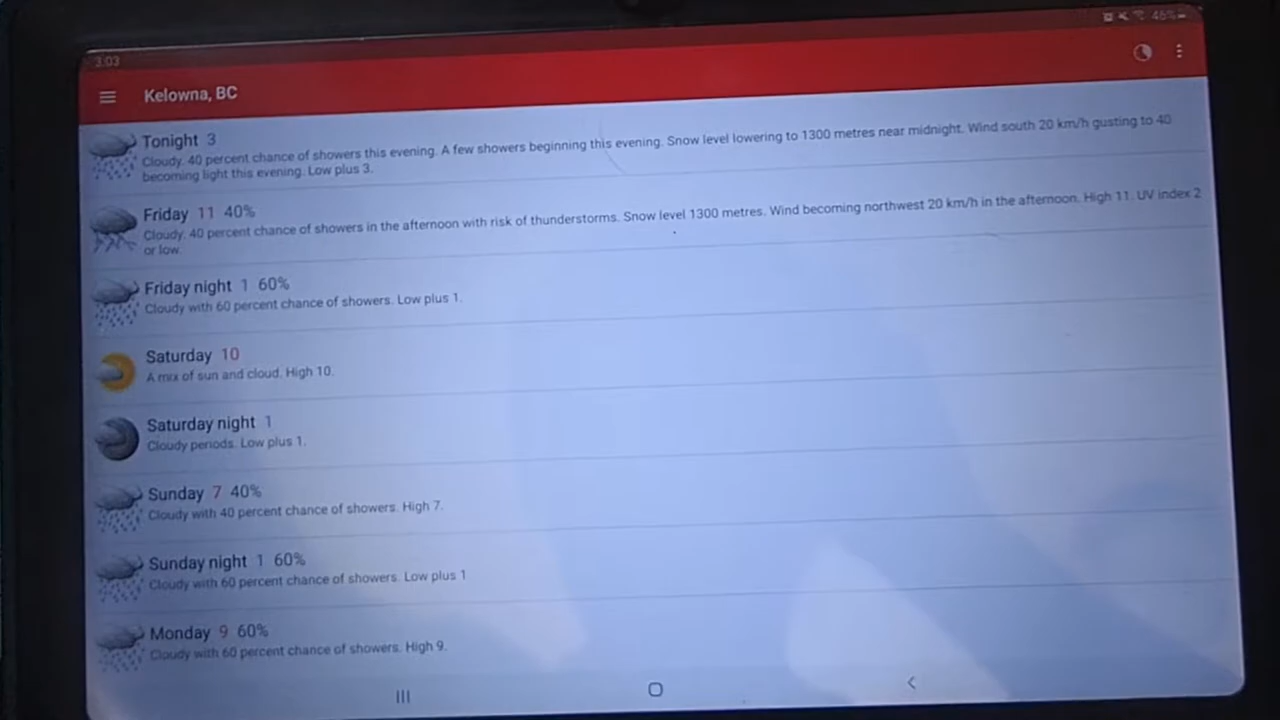 3:03
46%
Kelowna, BC
Tonight 3
Cloudy. 40 percent chance of showers this evening. A few showers beginning this evening. Snow level lowering to 1300 metres near midnight. Wind south 20 km/h gusting to 40
becoming light this evening. Low plus 3.
Friday 11 40%
Cloudy. 40 percent chance of showers in the afternoon with risk of thunderstorms. Snow level 1300 metres. Wind becoming northwest 20 km/h in the afternoon. High 11. UV index 2
or low.
Friday night 1 60%
Cloudy with 60 percent chance of showers. Low plus 1.
Saturday 10
A mix of sun and cloud. High 10.
Saturday night 1
Cloudy periods. Low plus 1.
Sunday 7 40%
Cloudy with 40 percent chance of showers. High 7.
Sunday night 1 60%
Cloudy with 60 percent chance of showers. Low plus 1
Monday 9 60%
Cloudy with 60 percent chance of showers. High 9.